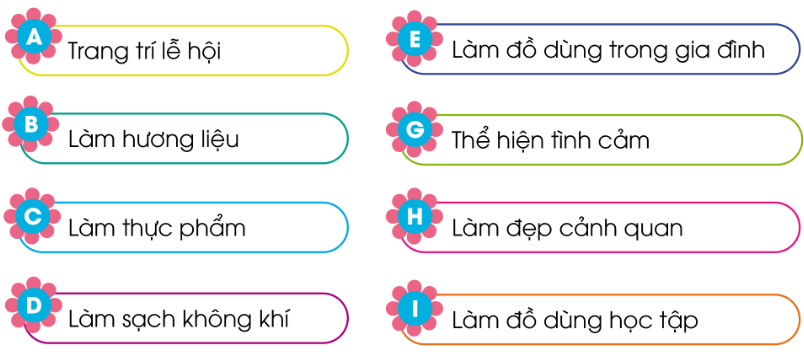 A Trang trí lễ hội
B Làm hương liệu
C Làm thực phẩm
D Làm sạch không khí
E Làm đồ dùng trong gia đình
G Thể hiện tình cảm
H Làm đẹp cảnh quan
I Làm đồ dùng học tập